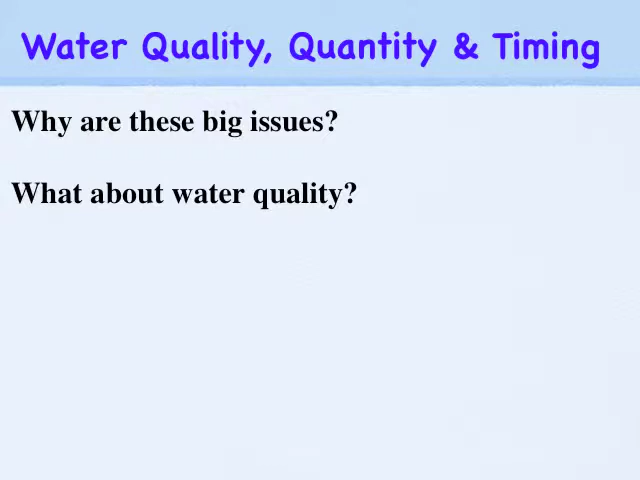 Water Quality, Quantity & Timing
Why are these big issues?
What about water quality?